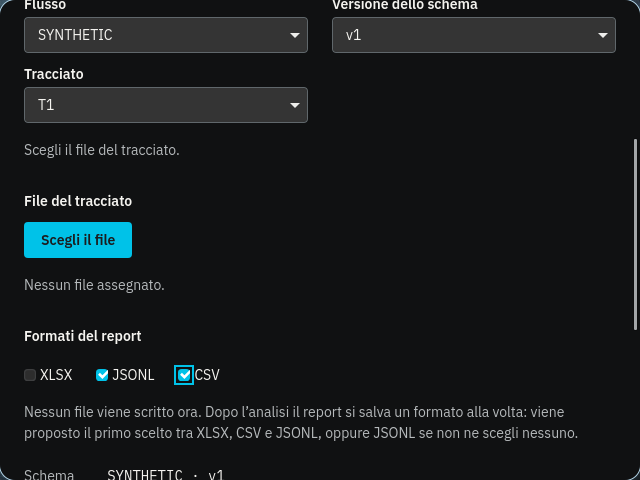 Flusso
Versione dello schema
SYNTHETIC
v1
Tracciato
T1
Scegli il file del tracciato.
File del tracciato
Scegli il file
Nessun file assegnato.
Formati del report
XLSX JSONL CSV
Nessun file viene scritto ora. Dopo l'analisi il report si salva un formato alla volta: viene
proposto il primo scelto tra XLSX, CSV e JSONL, oppure JSONL se non ne scegli nessuno.
Schema SYNTHETIC · v1